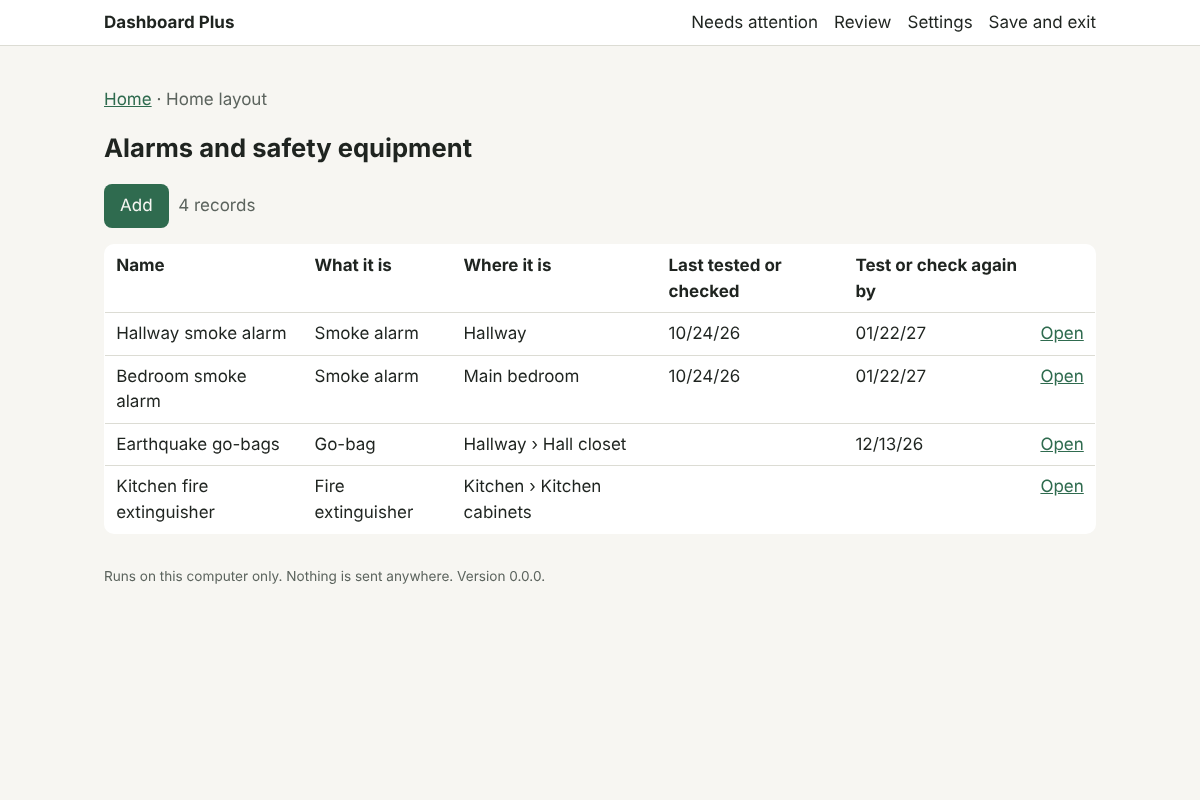 Dashboard Plus
Needs attention Review Settings Save and exit
Home · Home layout
Alarms and safety equipment
Add 4 records
Name What it is Where it is Last tested or checked Test or check again by
Hallway smoke alarm Smoke alarm Hallway 10/24/26 01/22/27 Open
Bedroom smoke alarm Smoke alarm Main bedroom 10/24/26 01/22/27 Open
Earthquake go-bags Go-bag Hallway › Hall closet 12/13/26 Open
Kitchen fire extinguisher Fire extinguisher Kitchen › Kitchen cabinets Open
Runs on this computer only. Nothing is sent anywhere. Version 0.0.0.